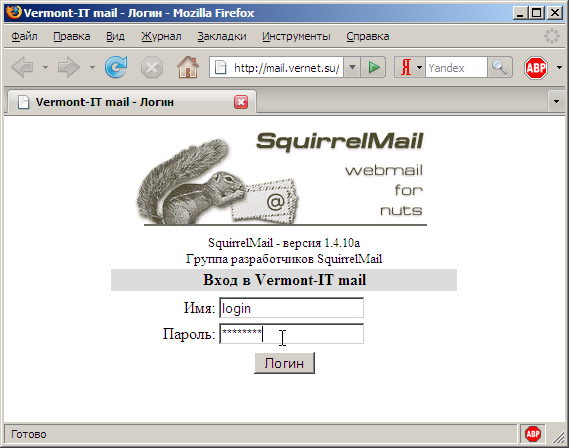 Vermont-IT mail - Логин - Mozilla Firefox
Файл Правка Вид Журнал Закладки Инструменты Справка
http://mail.vernet.su/ Я Yandex ABP
Vermont-IT mail - Логин
SquirrelMail
webmail
for
nuts
@
SquirrelMail - версия 1.4.10a
Группа разработчиков SquirrelMail
Вход в Vermont-IT mail
Имя: login
Пароль: ********
Логин
Готово ABP